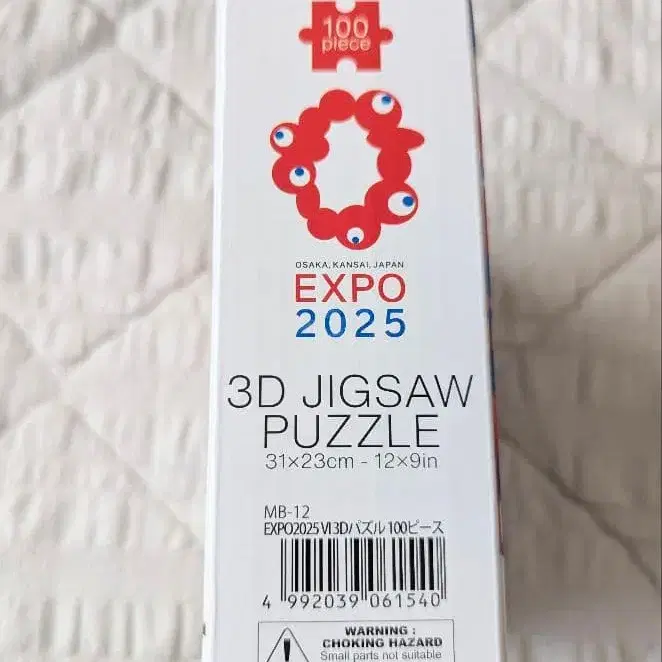 100
piece
OSAKA, KANSAI, JAPAN
EXPO
2025
3D JIGSAW
PUZZLE
31×23cm - 12×9in
MB-12
EXPO2025 VI 3Dパズル 100ピース
4 992039 061540
WARNING :
CHOKING HAZARD
Small parts not suitable